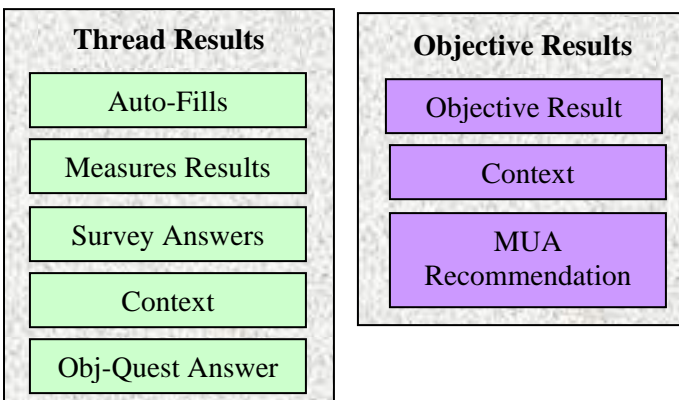 Thread Results
Auto-Fills
Measures Results
Survey Answers
Context
Obj-Quest Answer
Objective Results
Objective Result
Context
MUA
Recommendation